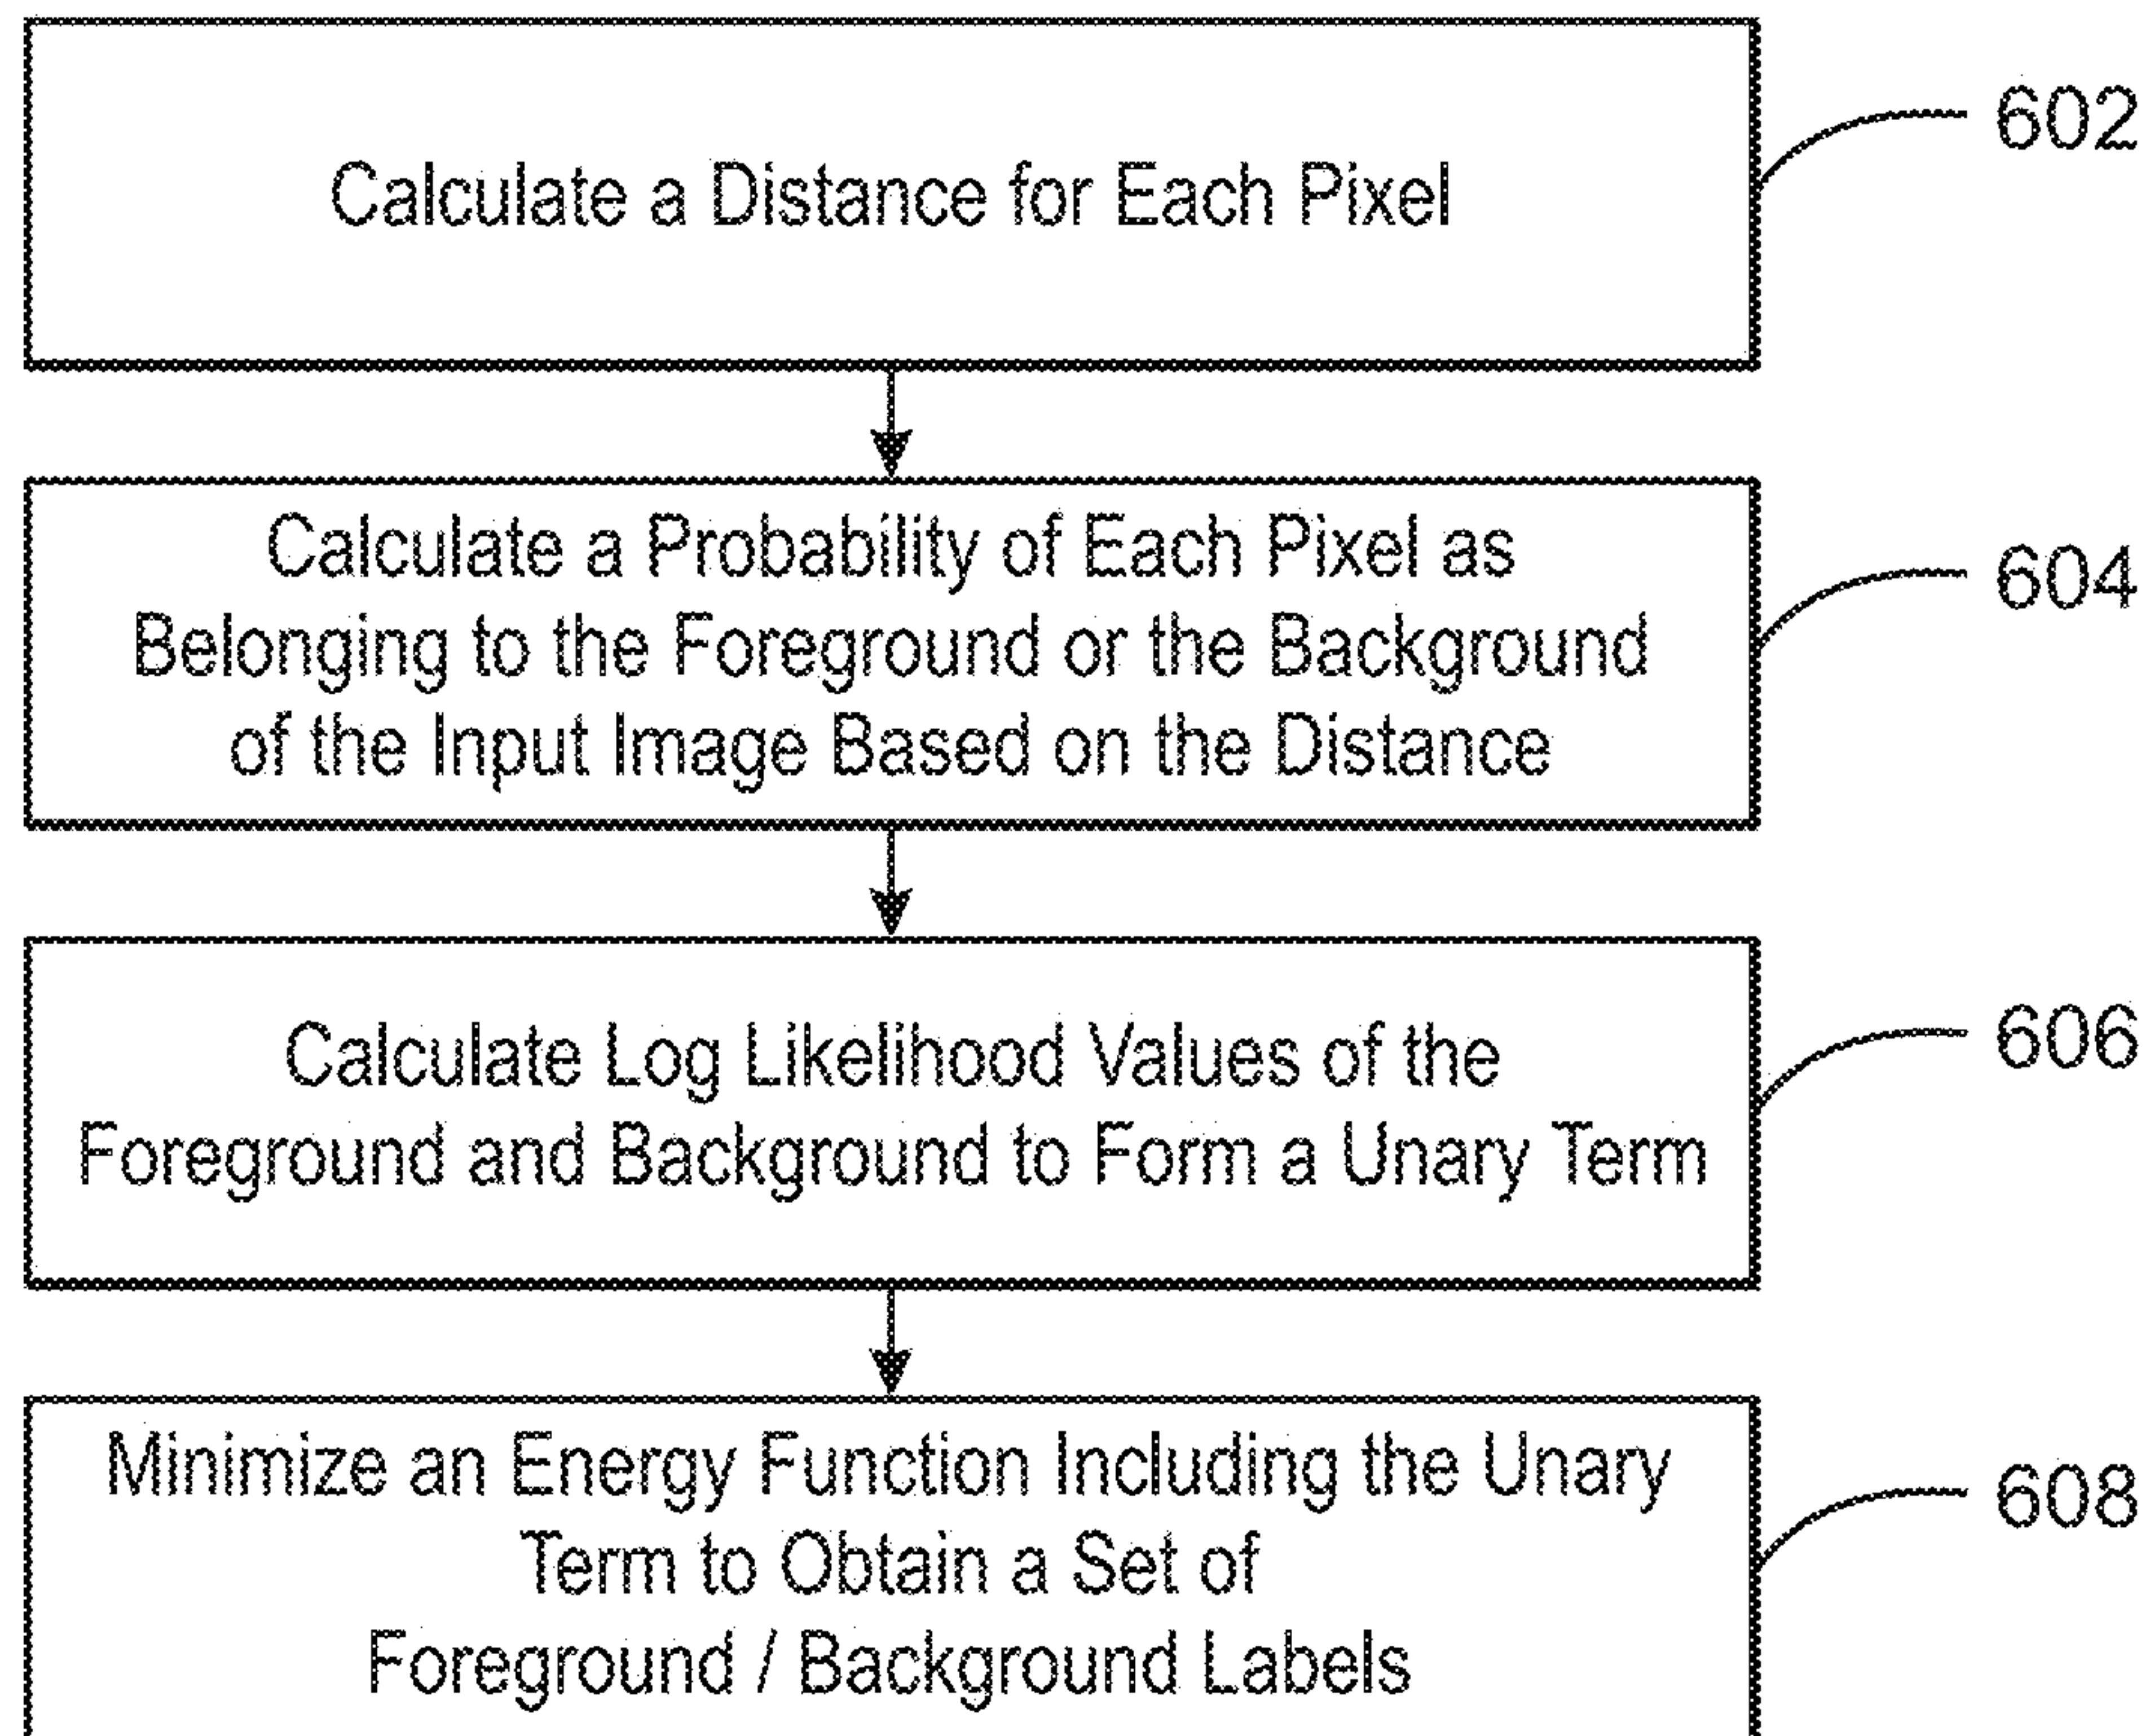 Calculate a Distance for Each Pixel
602
Calculate a Probability of Each Pixel as
Belonging to the Foreground or the Background
of the Input Image Based on the Distance
604
Calculate Log Likelihood Values of the
Foreground and Background to Form a Unary Term
606
Minimize an Energy Function Including the Unary
Term to Obtain a Set of
Foreground / Background Labels
608